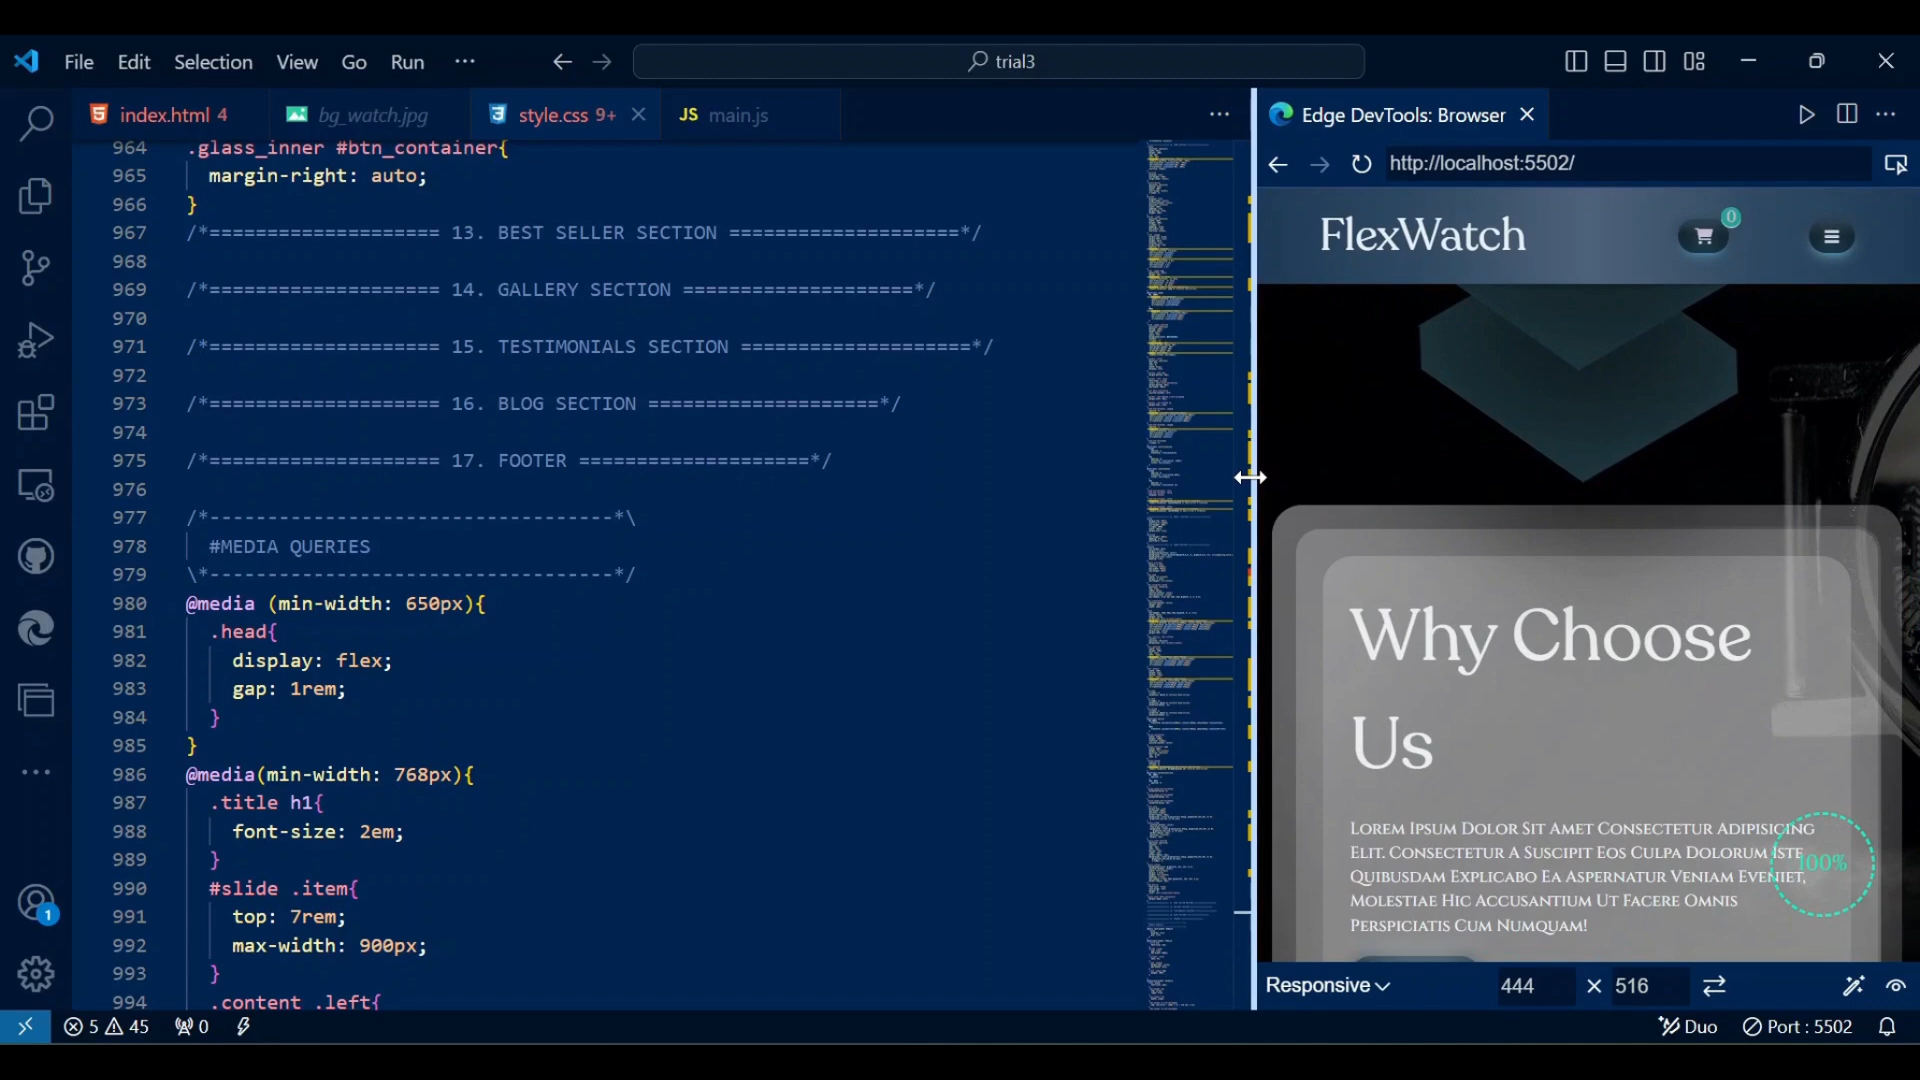 File Edit Selection View Go Run ··· trial3
index.html 4 bg_watch.jpg style.css 9+ JS main.js ···
Edge DevTools: Browser ···
http://localhost:5502/
964 .glass_inner #btn_container{
965 margin-right: auto;
966 }
967 /*==================== 13. BEST SELLER SECTION ====================*/
968
969 /*==================== 14. GALLERY SECTION ====================*/
970
971 /*==================== 15. TESTIMONIALS SECTION ====================*/
972
973 /*==================== 16. BLOG SECTION ====================*/
974
975 /*==================== 17. FOOTER ====================*/
976
977 /*-----------------------------------*\
978 #MEDIA QUERIES
979 \*-----------------------------------*/
980 @media (min-width: 650px){
981 .head{
982 display: flex;
983 gap: 1rem;
984 }
985 }
986 @media(min-width: 768px){
987 .title h1{
988 font-size: 2em;
989 }
990 #slide .item{
991 top: 7rem;
992 max-width: 900px;
993 }
994 .content .left{
FlexWatch
0
Why Choose
Us
Lorem Ipsum Dolor Sit Amet Consectetur Adipisicing
Elit. Consectetur A Suscipit Eos Culpa Dolorum Iste
Quibusdam Explicabo Ea Aspernatur Veniam Eveniet,
Molestiae Hic Accusantium Ut Facere Omnis
Perspiciatis Cum Numquam!
100%
Responsive 444 × 516
1
5 45 0 Duo Port : 5502